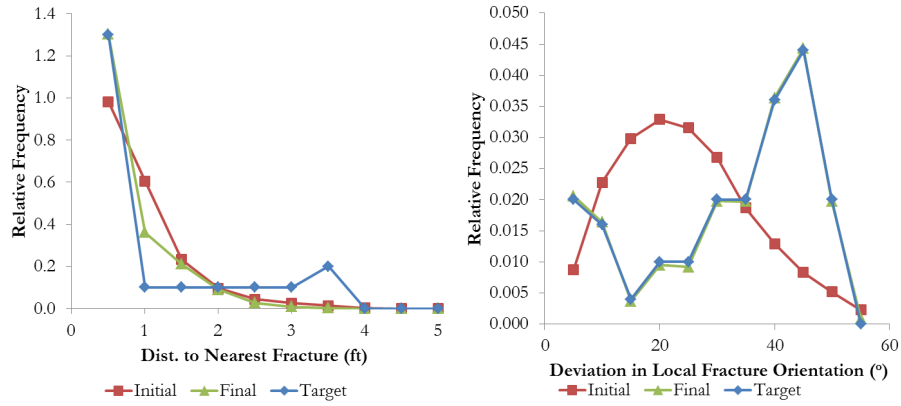 Relative Frequency
1.4
1.2
1.0
0.8
0.6
0.4
0.2
0.0
0 1 2 3 4 5
Dist. to Nearest Fracture (ft)
Initial Final Target
Relative Frequency
0.050
0.045
0.040
0.035
0.030
0.025
0.020
0.015
0.010
0.005
0.000
0 20 40 60
Deviation in Local Fracture Orientation (º)
Initial Final Target